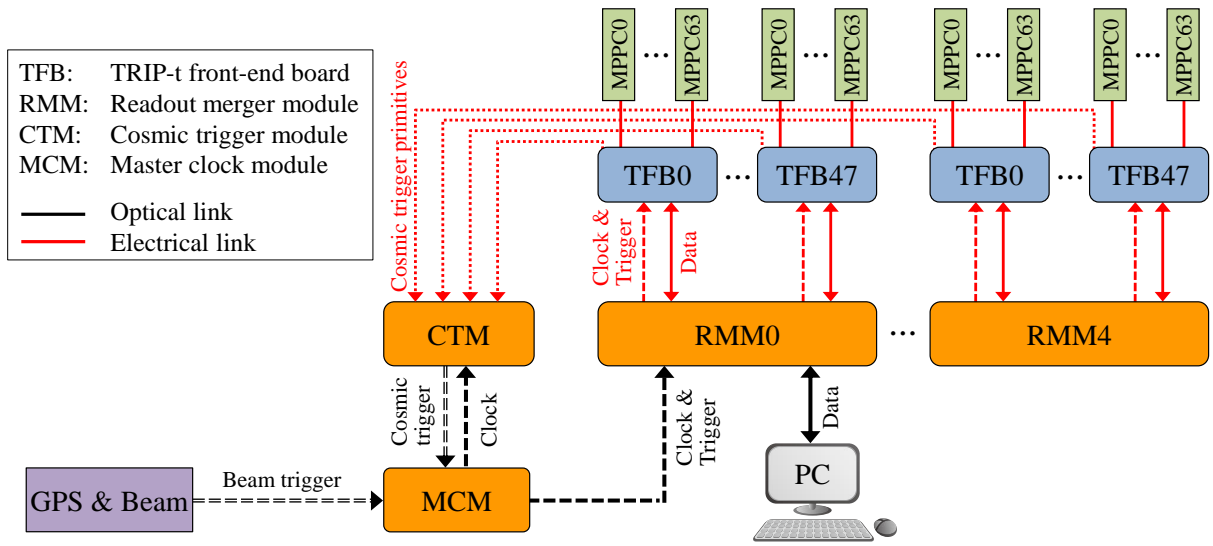 TFB: TRIP-t front-end board
RMM: Readout merger module
CTM: Cosmic trigger module
MCM: Master clock module
Optical link
Electrical link
MPPC0
...
MPPC63
MPPC0
...
MPPC63
MPPC0
...
MPPC63
MPPC0
...
MPPC63
Cosmic trigger primitives
TFB0
...
TFB47
TFB0
...
TFB47
Clock &
Trigger
Data
CTM
RMM0
...
RMM4
Cosmic
trigger
Clock
Clock &
Trigger
Data
GPS & Beam
Beam trigger
MCM
PC